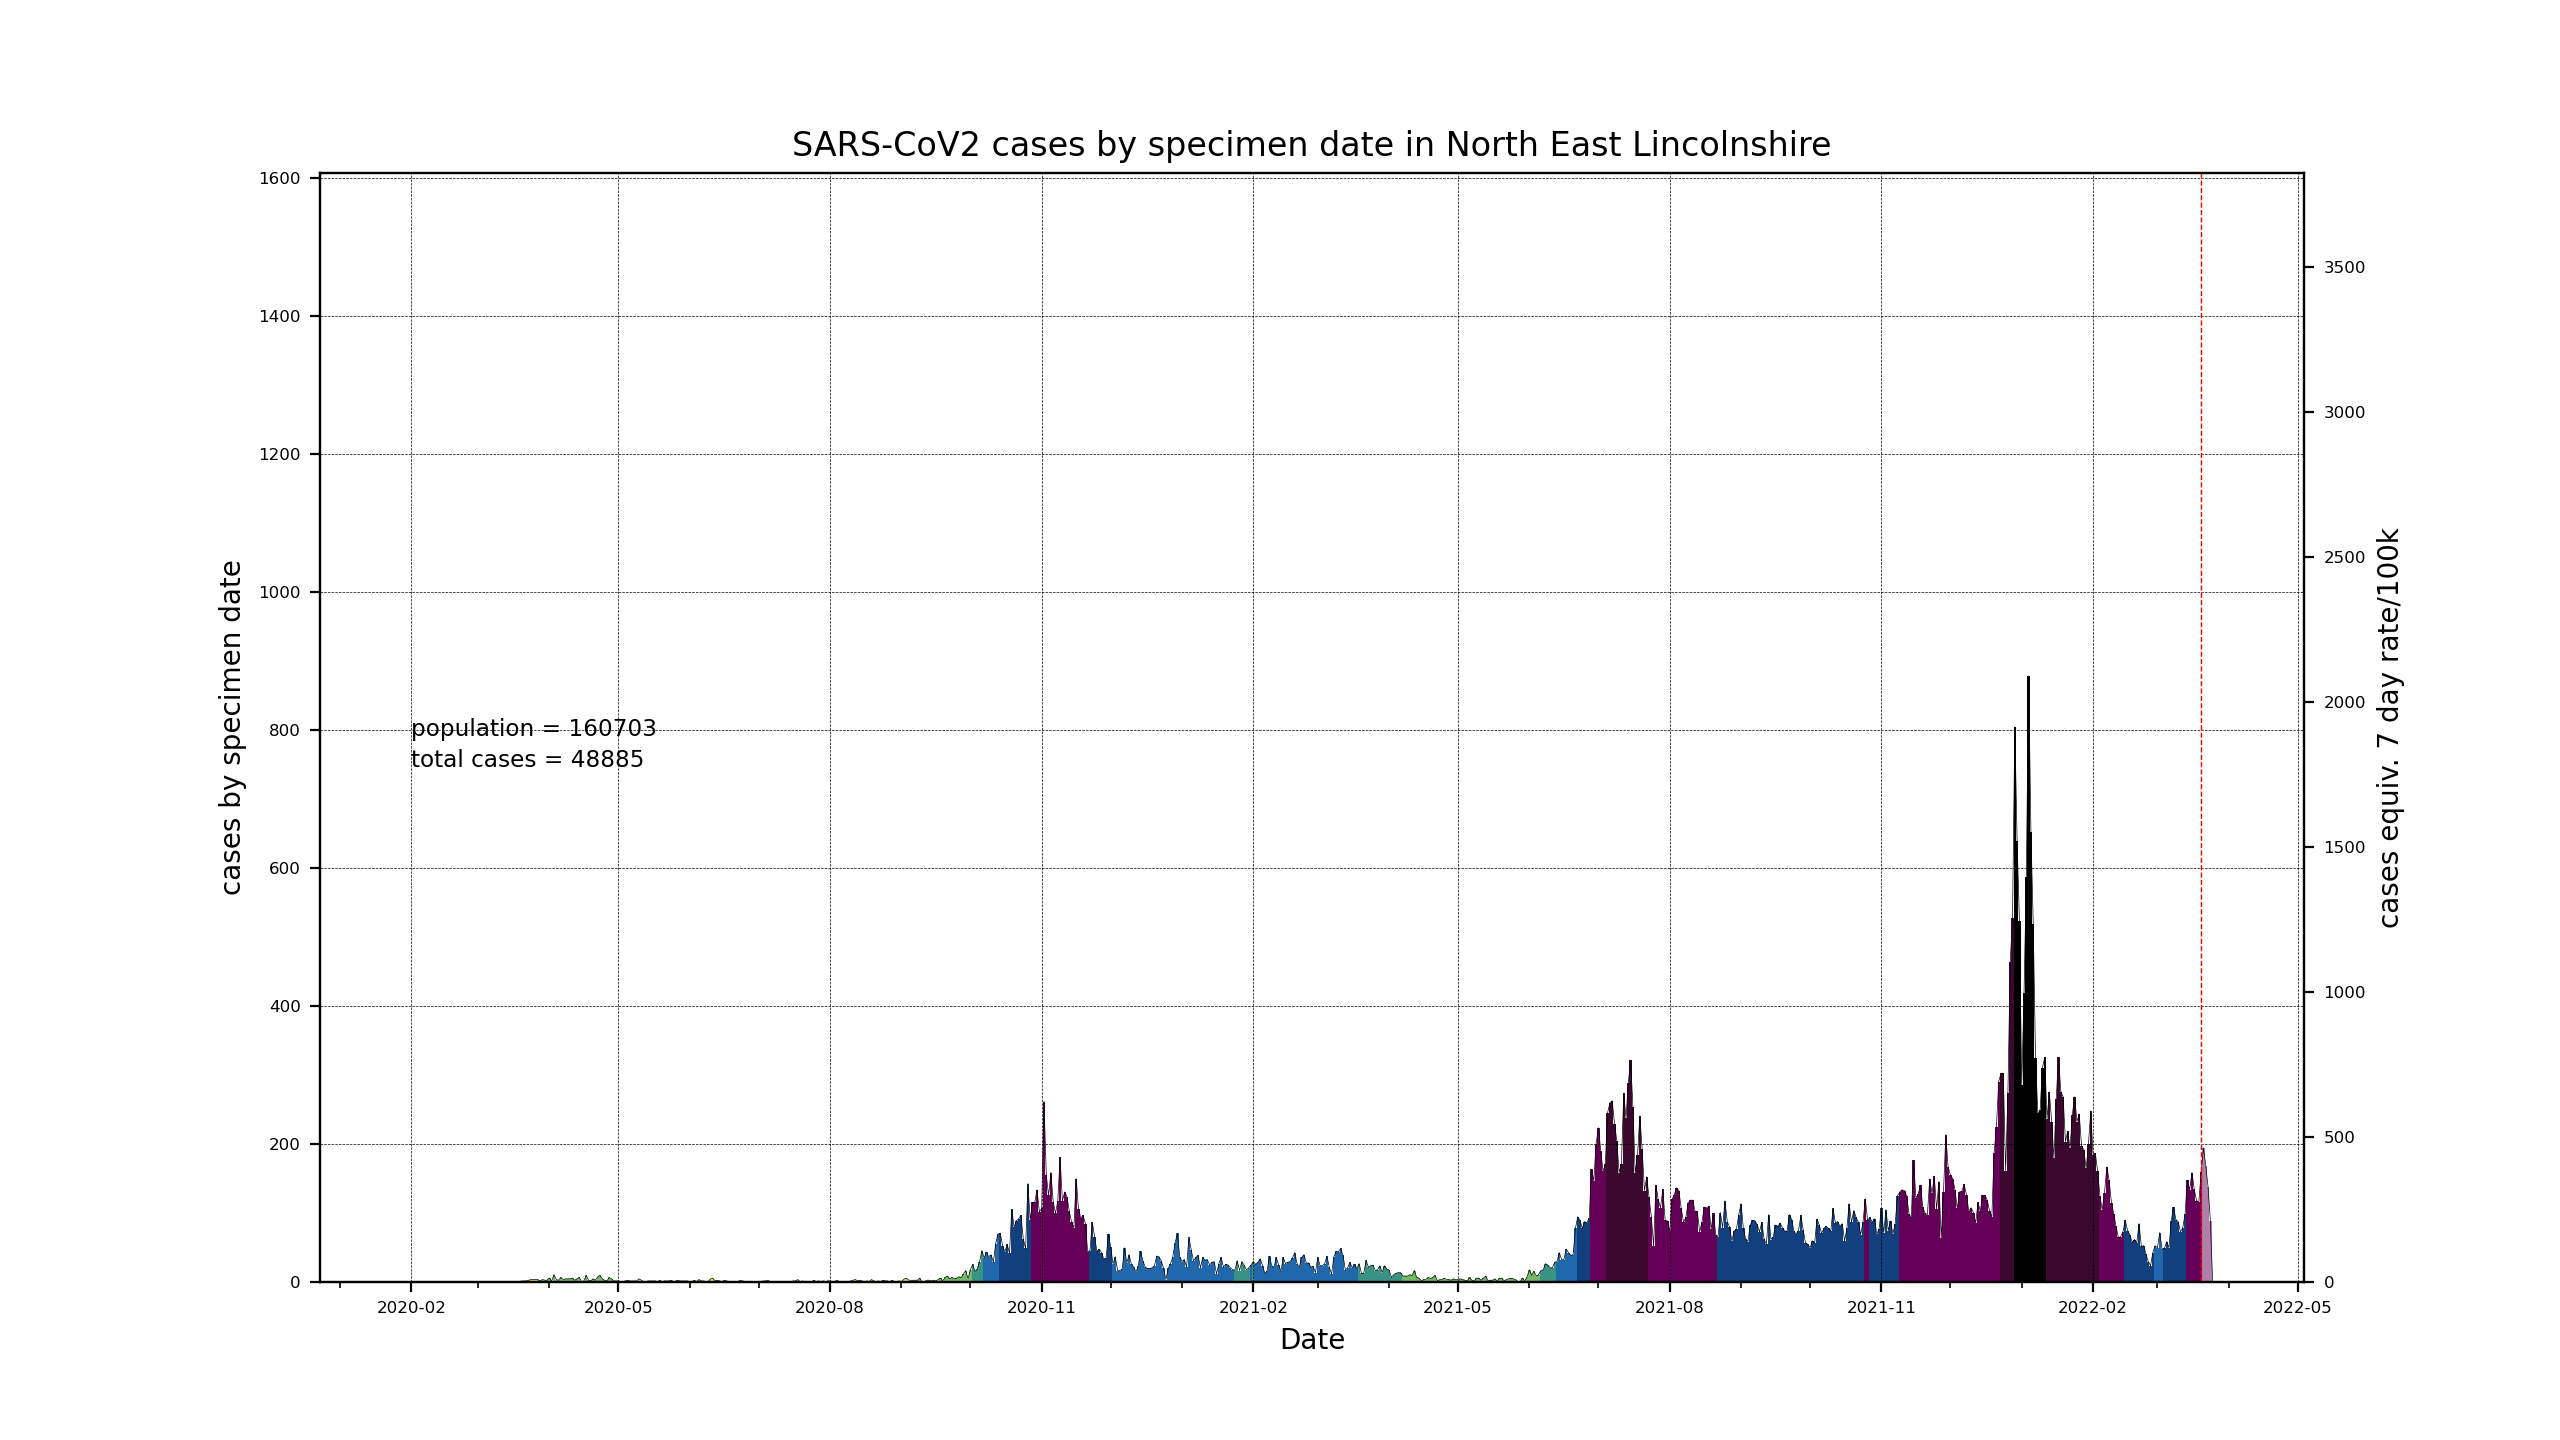 SARS-CoV2 cases by specimen date in North East Lincolnshire
1600
1400
1200
1000
800
600
400
200
0
cases by specimen date
population = 160703
total cases = 48885
3500
3000
2500
2000
1500
1000
500
0
cases equiv. 7 day rate/100k
2020-02 2020-05 2020-08 2020-11 2021-02 2021-05 2021-08 2021-11 2022-02 2022-05
Date